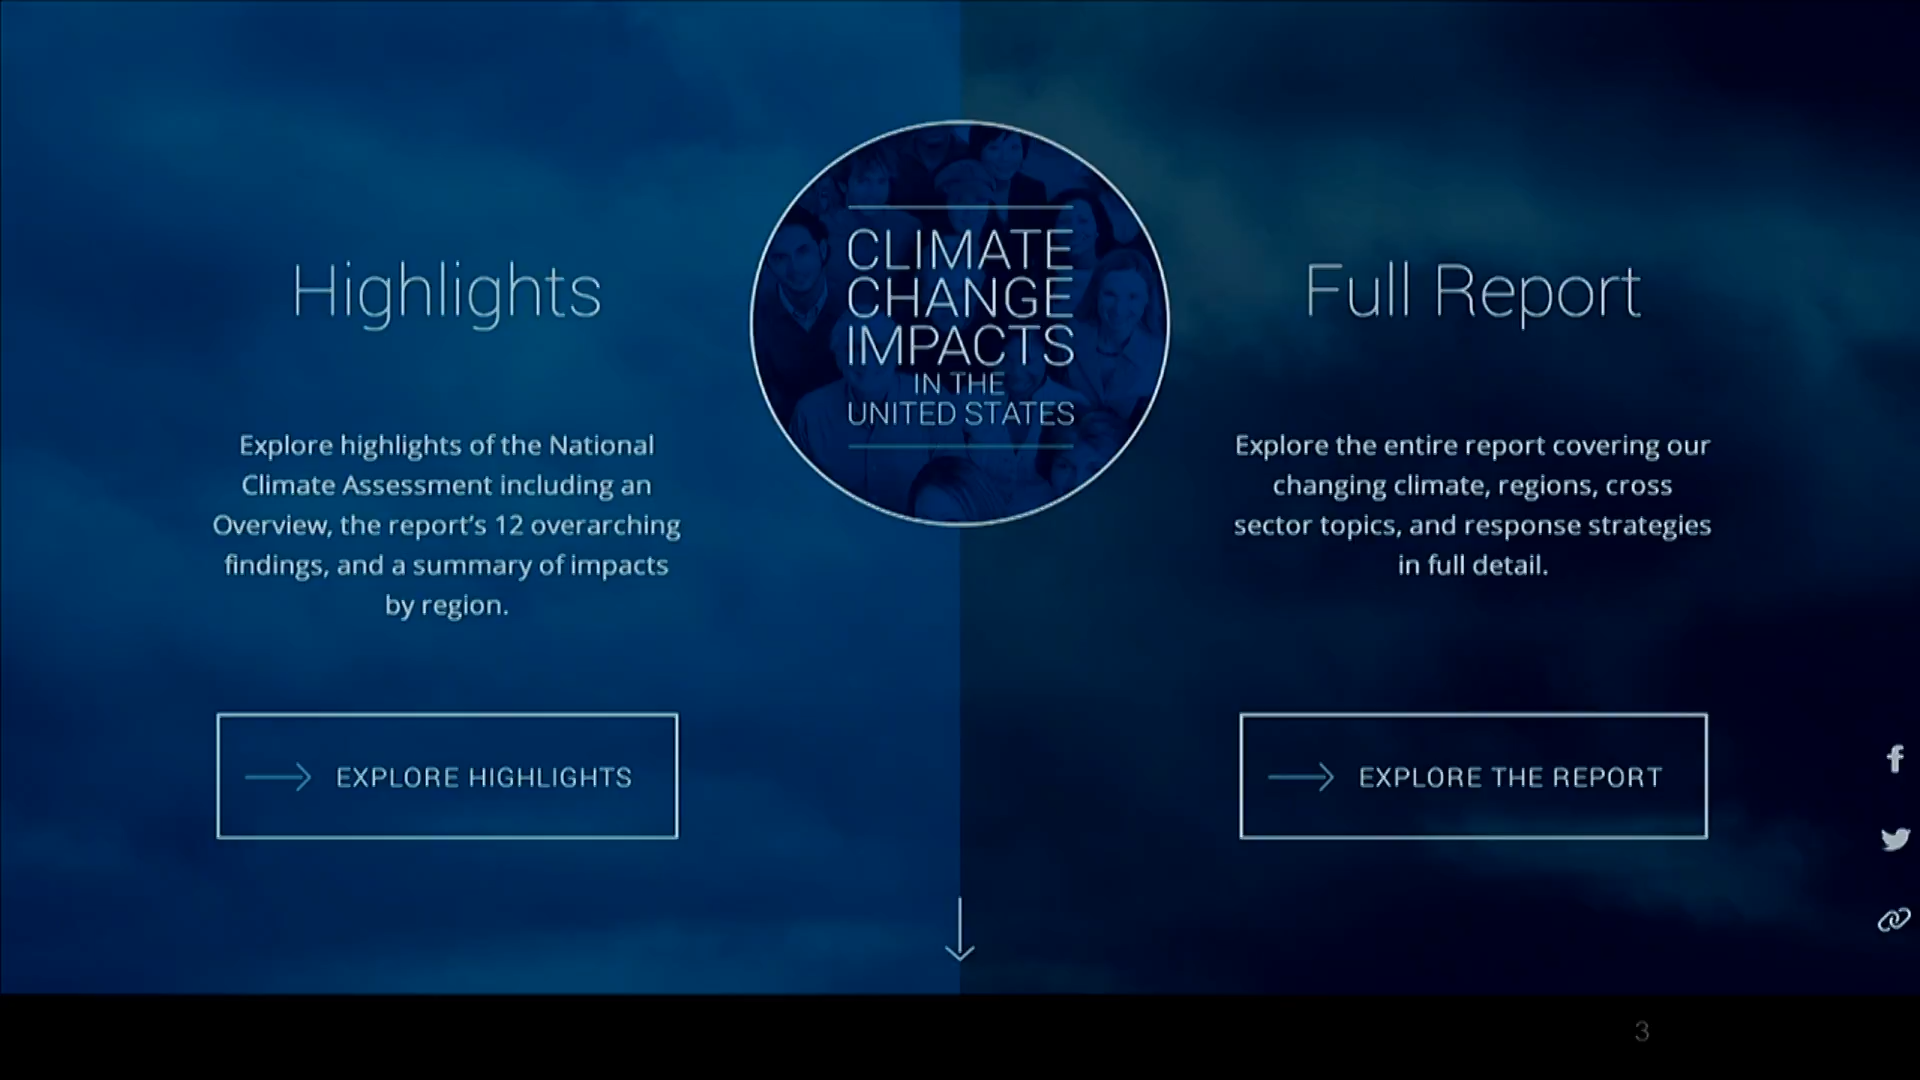 Highlights
Explore highlights of the National
Climate Assessment including an
Overview, the report's 12 overarching
findings, and a summary of impacts
by region.
EXPLORE HIGHLIGHTS
CLIMATE
CHANGE
IMPACTS
IN THE
UNITED STATES
Full Report
Explore the entire report covering our
changing climate, regions, cross
sector topics, and response strategies
in full detail.
EXPLORE THE REPORT
3